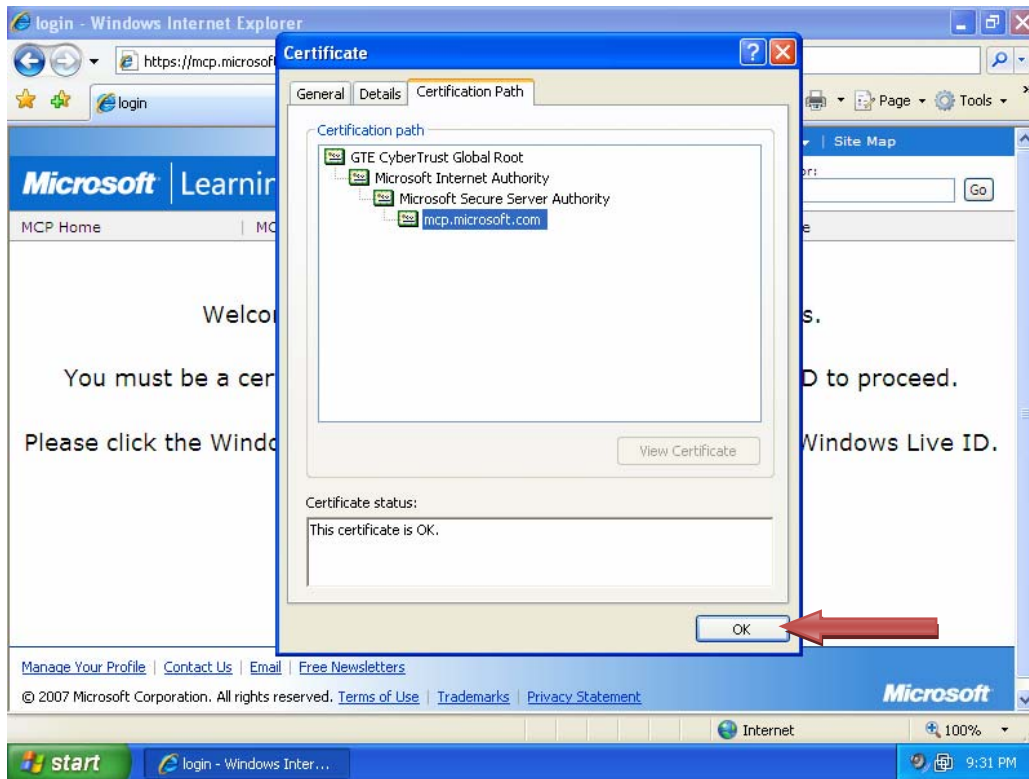 login - Windows Internet Explorer
https://mcp.microsoft
login
Page
Tools
Site Map
Microsoft | Learnin
Go
MCP Home | MC
Welco
s.
You must be a cer
D to proceed.
Please click the Windo
Windows Live ID.
Certificate
General
Details
Certification Path
Certification path
GTE CyberTrust Global Root
Microsoft Internet Authority
Microsoft Secure Server Authority
mcp.microsoft.com
View Certificate
Certificate status:
This certificate is OK.
OK
Manage Your Profile | Contact Us | Email | Free Newsletters
© 2007 Microsoft Corporation. All rights reserved. Terms of Use | Trademarks | Privacy Statement
Microsoft
Internet
100%
start
login - Windows Inter...
9:31 PM